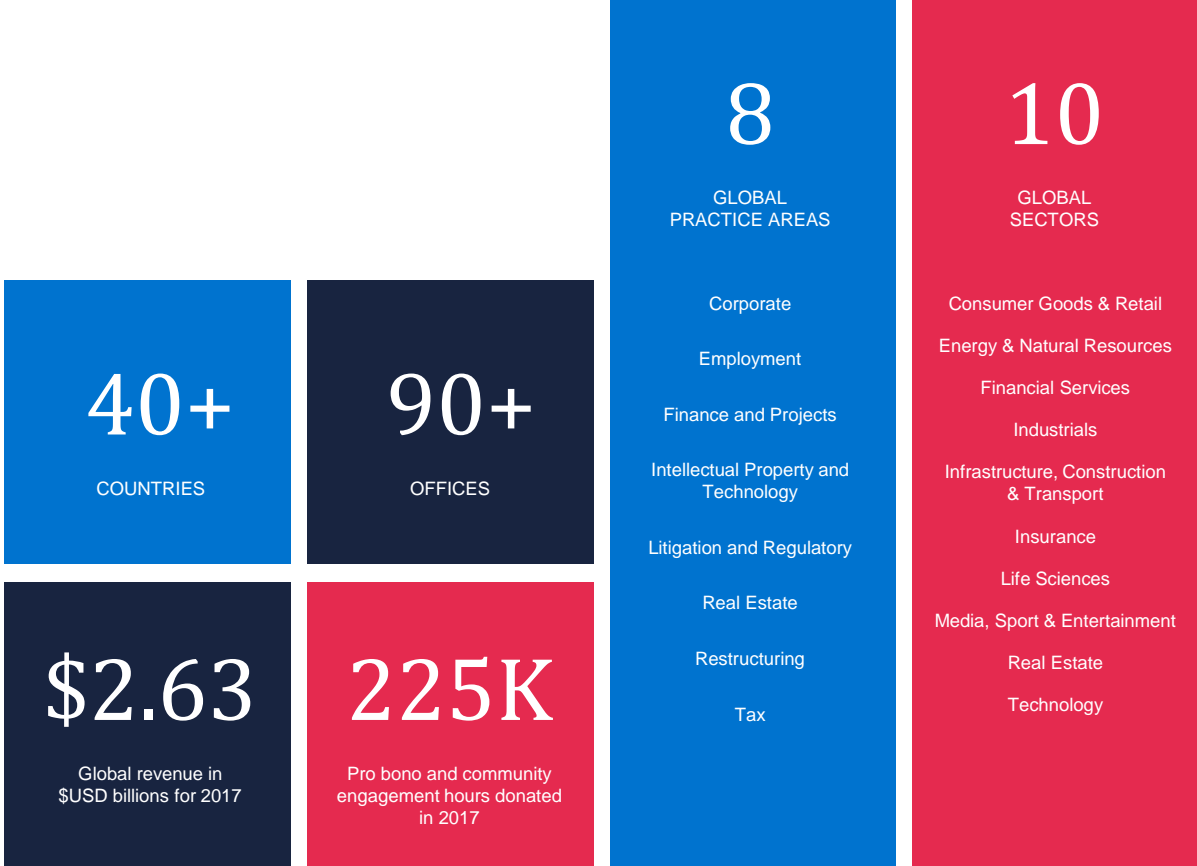 40+
COUNTRIES
90+
OFFICES
$2.63
Global revenue in
$USD billions for 2017
225K
Pro bono and community
engagement hours donated
in 2017
8
GLOBAL
PRACTICE AREAS
Corporate
Employment
Finance and Projects
Intellectual Property and
Technology
Litigation and Regulatory
Real Estate
Restructuring
Tax
10
GLOBAL
SECTORS
Consumer Goods & Retail
Energy & Natural Resources
Financial Services
Industrials
Infrastructure, Construction
& Transport
Insurance
Life Sciences
Media, Sport & Entertainment
Real Estate
Technology